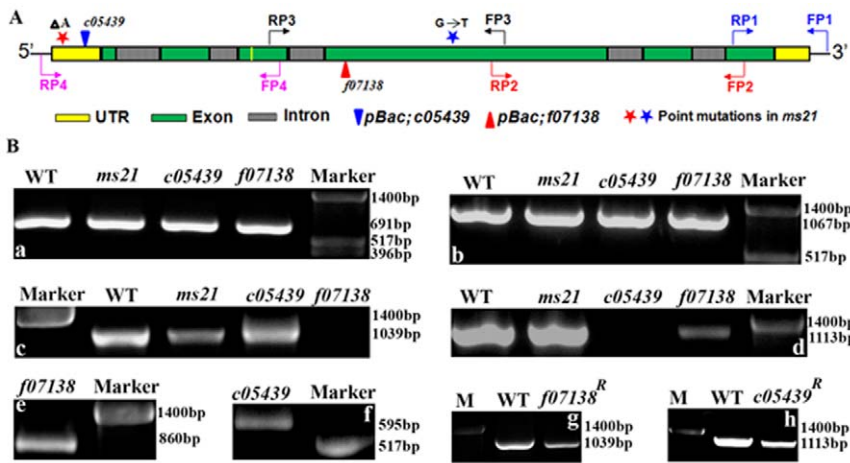 A
ΔA
c05439
RP3
G→T
FP3
RP1
FP1
5'
3'
RP4
FP4
f07138
RP2
FP2
UTR
Exon
Intron
pBac;c05439
pBac;f07138
Point mutations in ms21
B
WT ms21 c05439 f07138 Marker
1400bp
691bp
517bp
396bp
a
WT ms21 c05439 f07138 Marker
1400bp
1067bp
517bp
b
Marker WT ms21 c05439 f07138
1400bp
1039bp
c
WT ms21 c05439 f07138 Marker
1400bp
1113bp
d
f07138 Marker
e
1400bp
860bp
c05439 Marker
f
595bp
517bp
M WT f07138R
g
1400bp
1039bp
M WT c05439R
h
1400bp
1113bp